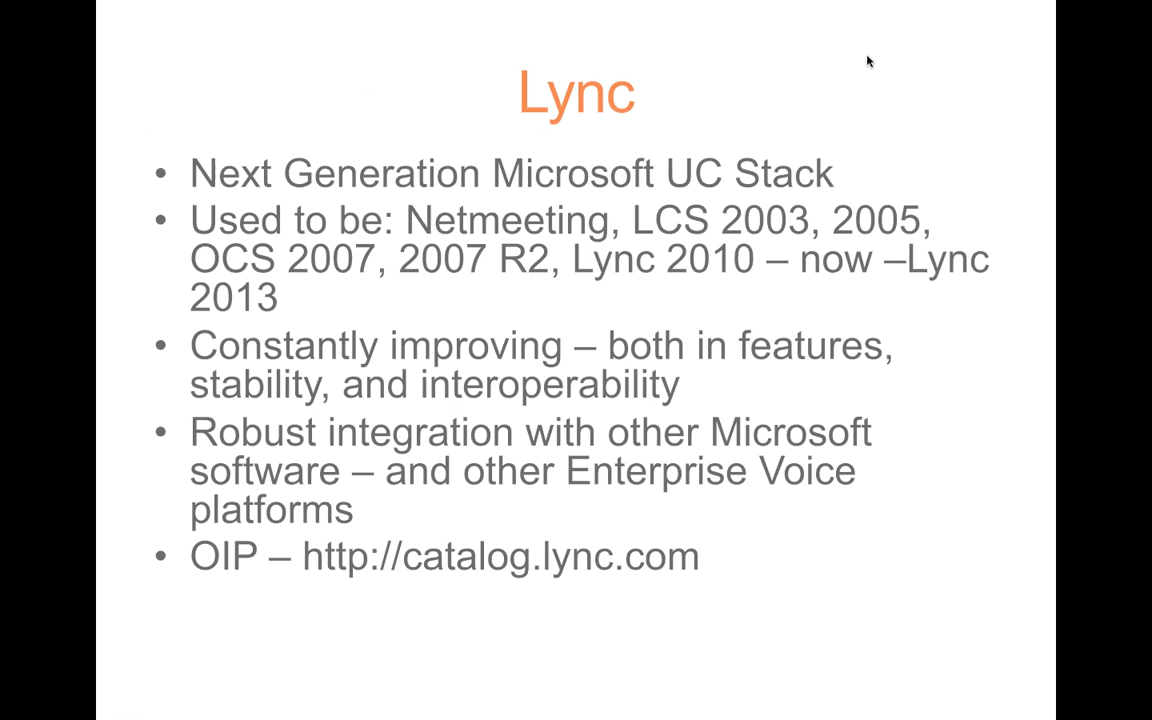 Lync
• Next Generation Microsoft UC Stack
• Used to be: Netmeeting, LCS 2003, 2005,
OCS 2007, 2007 R2, Lync 2010 – now –Lync
2013
• Constantly improving – both in features,
stability, and interoperability
• Robust integration with other Microsoft
software – and other Enterprise Voice
platforms
• OIP – http://catalog.lync.com